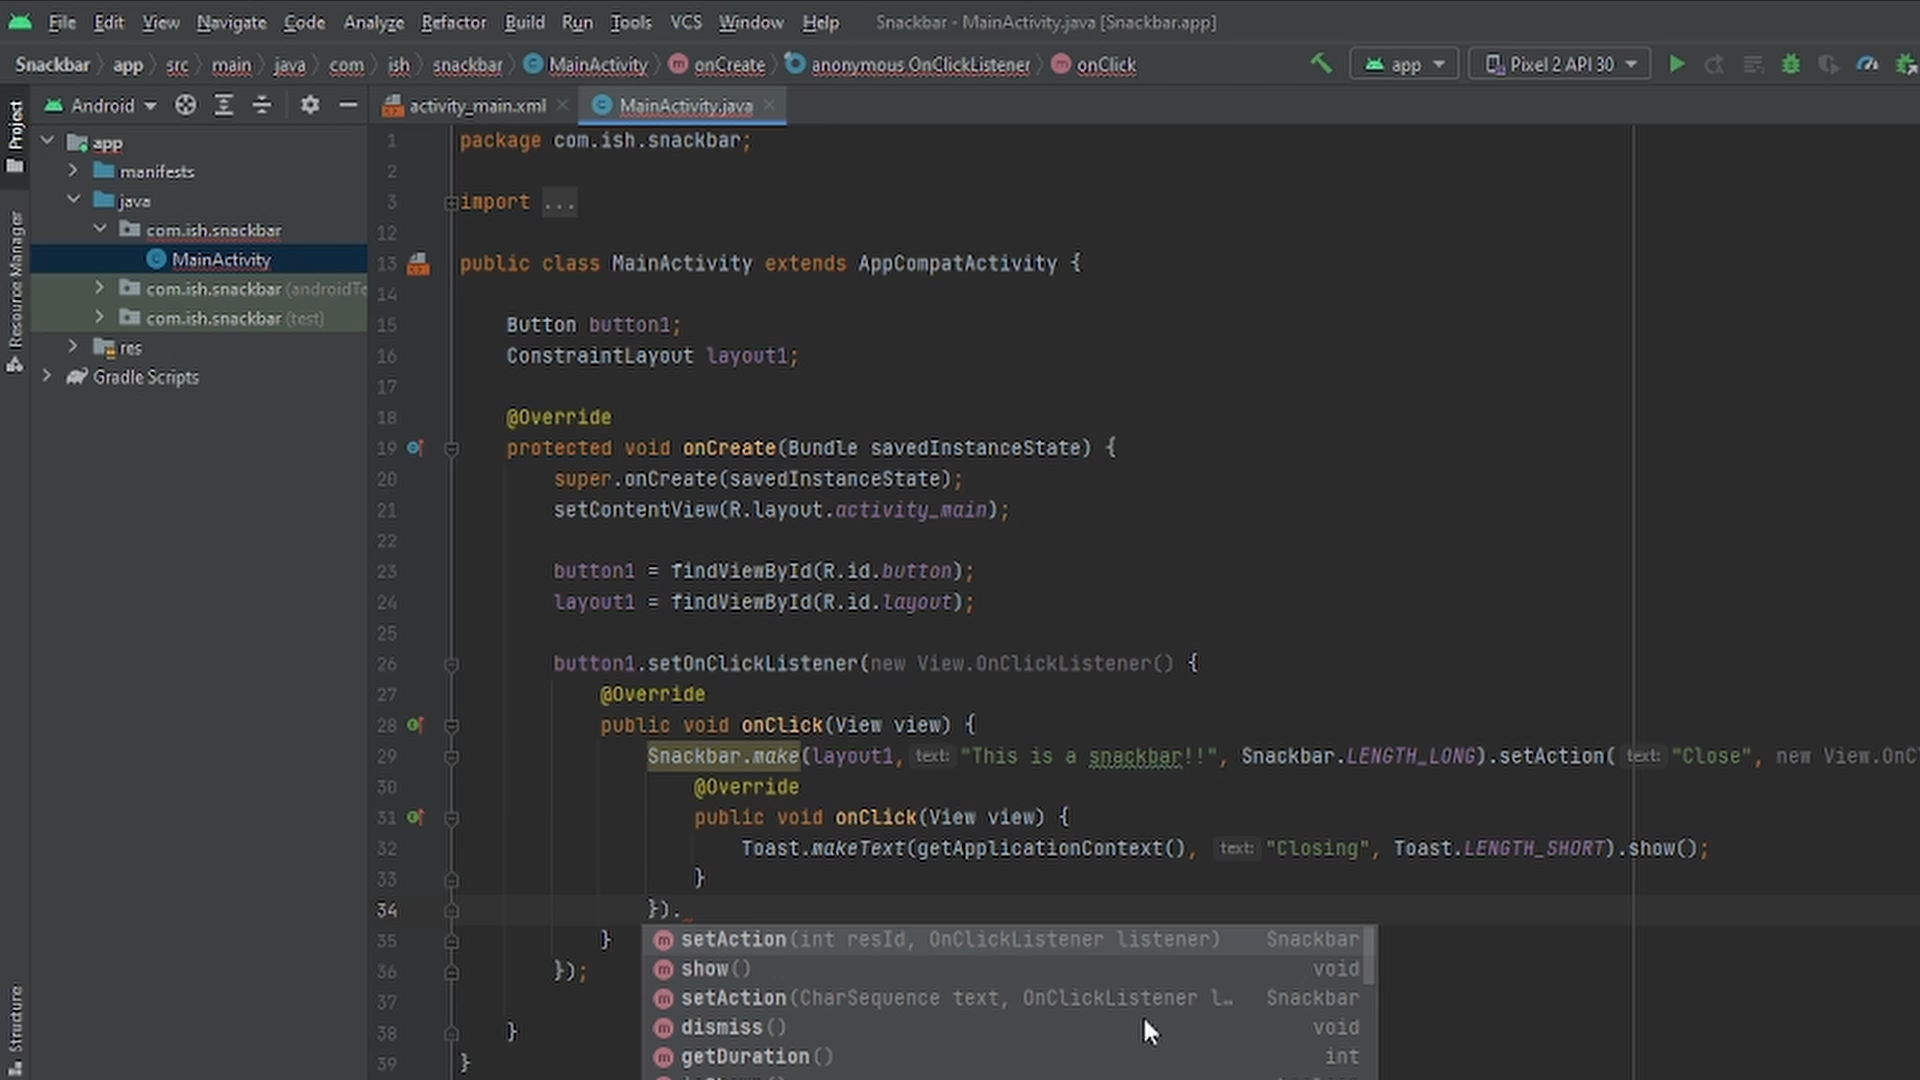 File Edit View Navigate Code Analyze Refactor Build Run Tools VCS Window Help Snackbar - MainActivity.java [Snackbar.app]
Snackbar app src main java com ish snackbar MainActivity onCreate anonymous OnClickListener onClick app Pixel 2 API 30
Android activity_main.xml MainActivity.java
Project
Resource Manager
Structure
app
manifests
java
com.ish.snackbar
MainActivity
com.ish.snackbar (androidTe
com.ish.snackbar (test)
res
Gradle Scripts
1 package com.ish.snackbar;
2
3 import ...
12
13 public class MainActivity extends AppCompatActivity {
14
15 Button button1;
16 ConstraintLayout layout1;
17
18 @Override
19 protected void onCreate(Bundle savedInstanceState) {
20 super.onCreate(savedInstanceState);
21 setContentView(R.layout.activity_main);
22
23 button1 = findViewById(R.id.button);
24 layout1 = findViewById(R.id.layout);
25
26 button1.setOnClickListener(new View.OnClickListener() {
27 @Override
28 public void onClick(View view) {
29 Snackbar.make(layout1, text: "This is a snackbar!!", Snackbar.LENGTH_LONG).setAction( text: "Close", new View.OnCl
30 @Override
31 public void onClick(View view) {
32 Toast.makeText(getApplicationContext(), text: "Closing", Toast.LENGTH_SHORT).show();
33 }
34 }).
35 }
36 });
37
38 }
39 }
setAction(int resId, OnClickListener listener) Snackbar
show() void
setAction(CharSequence text, OnClickListener l… Snackbar
dismiss() void
getDuration() int